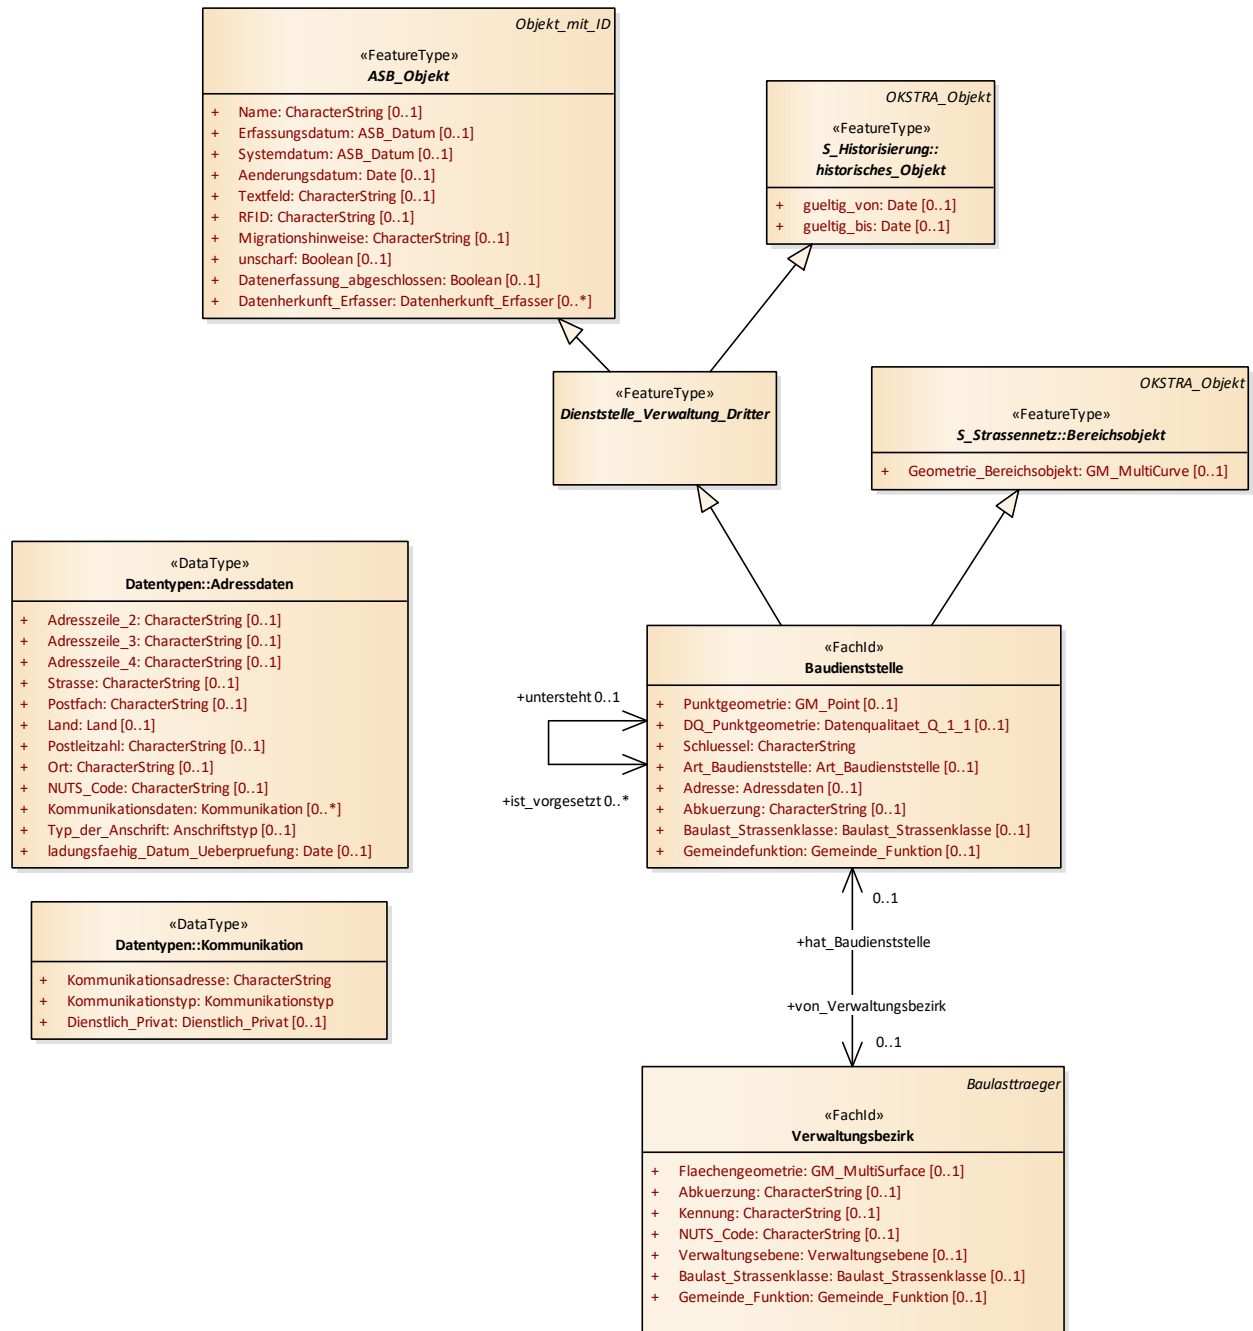 Objekt_mit_ID
«FeatureType»
ASB_Objekt
+ Name: CharacterString [0..1]
+ Erfassungsdatum: ASB_Datum [0..1]
+ Systemdatum: ASB_Datum [0..1]
+ Aenderungsdatum: Date [0..1]
+ Textfeld: CharacterString [0..1]
+ RFID: CharacterString [0..1]
+ Migrationshinweise: CharacterString [0..1]
+ unscharf: Boolean [0..1]
+ Datenerfassung_abgeschlossen: Boolean [0..1]
+ Datenherkunft_Erfasser: Datenherkunft_Erfasser [0..*]
OKSTRA_Objekt
«FeatureType»
S_Historisierung::
historisches_Objekt
+ gueltig_von: Date [0..1]
+ gueltig_bis: Date [0..1]
«FeatureType»
Dienststelle_Verwaltung_Dritter
OKSTRA_Objekt
«FeatureType»
S_Strassennetz::Bereichsobjekt
+ Geometrie_Bereichsobjekt: GM_MultiCurve [0..1]
«DataType»
Datentypen::Adressdaten
+ Adresszeile_2: CharacterString [0..1]
+ Adresszeile_3: CharacterString [0..1]
+ Adresszeile_4: CharacterString [0..1]
+ Strasse: CharacterString [0..1]
+ Postfach: CharacterString [0..1]
+ Land: Land [0..1]
+ Postleitzahl: CharacterString [0..1]
+ Ort: CharacterString [0..1]
+ NUTS_Code: CharacterString [0..1]
+ Kommunikationsdaten: Kommunikation [0..*]
+ Typ_der_Anschrift: Anschriftstyp [0..1]
+ ladungsfaehig_Datum_Ueberpruefung: Date [0..1]
«FachId»
Baudienststelle
+ Punktgeometrie: GM_Point [0..1]
+ DQ_Punktgeometrie: Datenqualitaet_Q_1_1 [0..1]
+ Schluessel: CharacterString
+ Art_Baudienststelle: Art_Baudienststelle [0..1]
+ Adresse: Adressdaten [0..1]
+ Abkuerzung: CharacterString [0..1]
+ Baulast_Strassenklasse: Baulast_Strassenklasse [0..1]
+ Gemeindefunktion: Gemeinde_Funktion [0..1]
+untersteht 0..1
+ist_vorgesetzt 0..*
«DataType»
Datentypen::Kommunikation
+ Kommunikationsadresse: CharacterString
+ Kommunikationstyp: Kommunikationstyp
+ Dienstlich_Privat: Dienstlich_Privat [0..1]
0..1
+hat_Baudienststelle
+von_Verwaltungsbezirk
0..1
Baulasttraeger
«FachId»
Verwaltungsbezirk
+ Flaechengeometrie: GM_MultiSurface [0..1]
+ Abkuerzung: CharacterString [0..1]
+ Kennung: CharacterString [0..1]
+ NUTS_Code: CharacterString [0..1]
+ Verwaltungsebene: Verwaltungsebene [0..1]
+ Baulast_Strassenklasse: Baulast_Strassenklasse [0..1]
+ Gemeinde_Funktion: Gemeinde_Funktion [0..1]